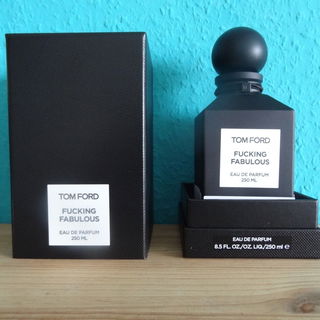 TOM FORD
FUCKING
FABULOUS
EAU DE PARFUM
250 ML
TOM FORD
FUCKING
FABULOUS
EAU DE PARFUM
250 ML
EAU DE PARFUM
8.5 FL. OZ./OZ. LIQ./250 ml ℮